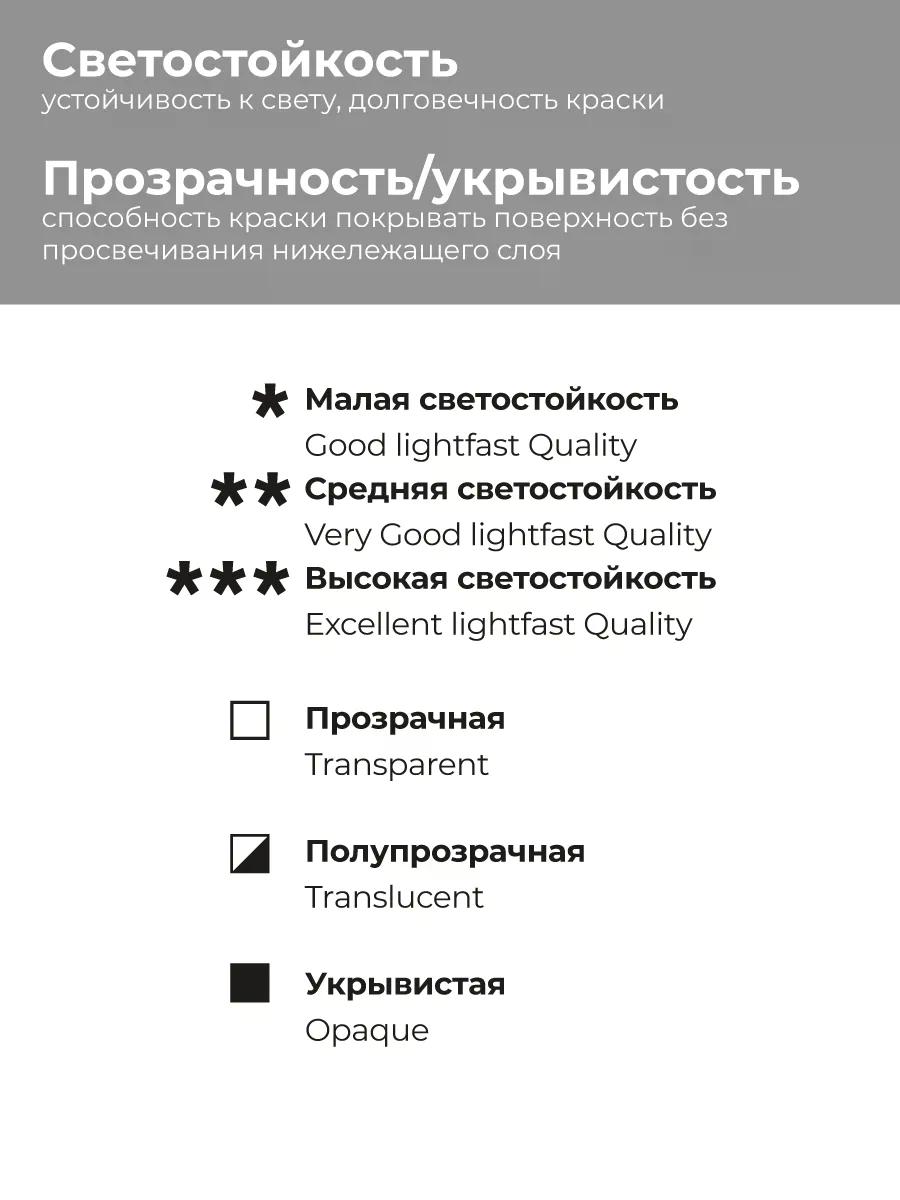 Светостойкость
устойчивость к свету, долговечность краски
Прозрачность/укрывистость
способность краски покрывать поверхность без
просвечивания нижележащего слоя
* Малая светостойкость
Good lightfast Quality
** Средняя светостойкость
Very Good lightfast Quality
*** Высокая светостойкость
Excellent lightfast Quality
Прозрачная
Transparent
Полупрозрачная
Translucent
Укрывистая
Opaque